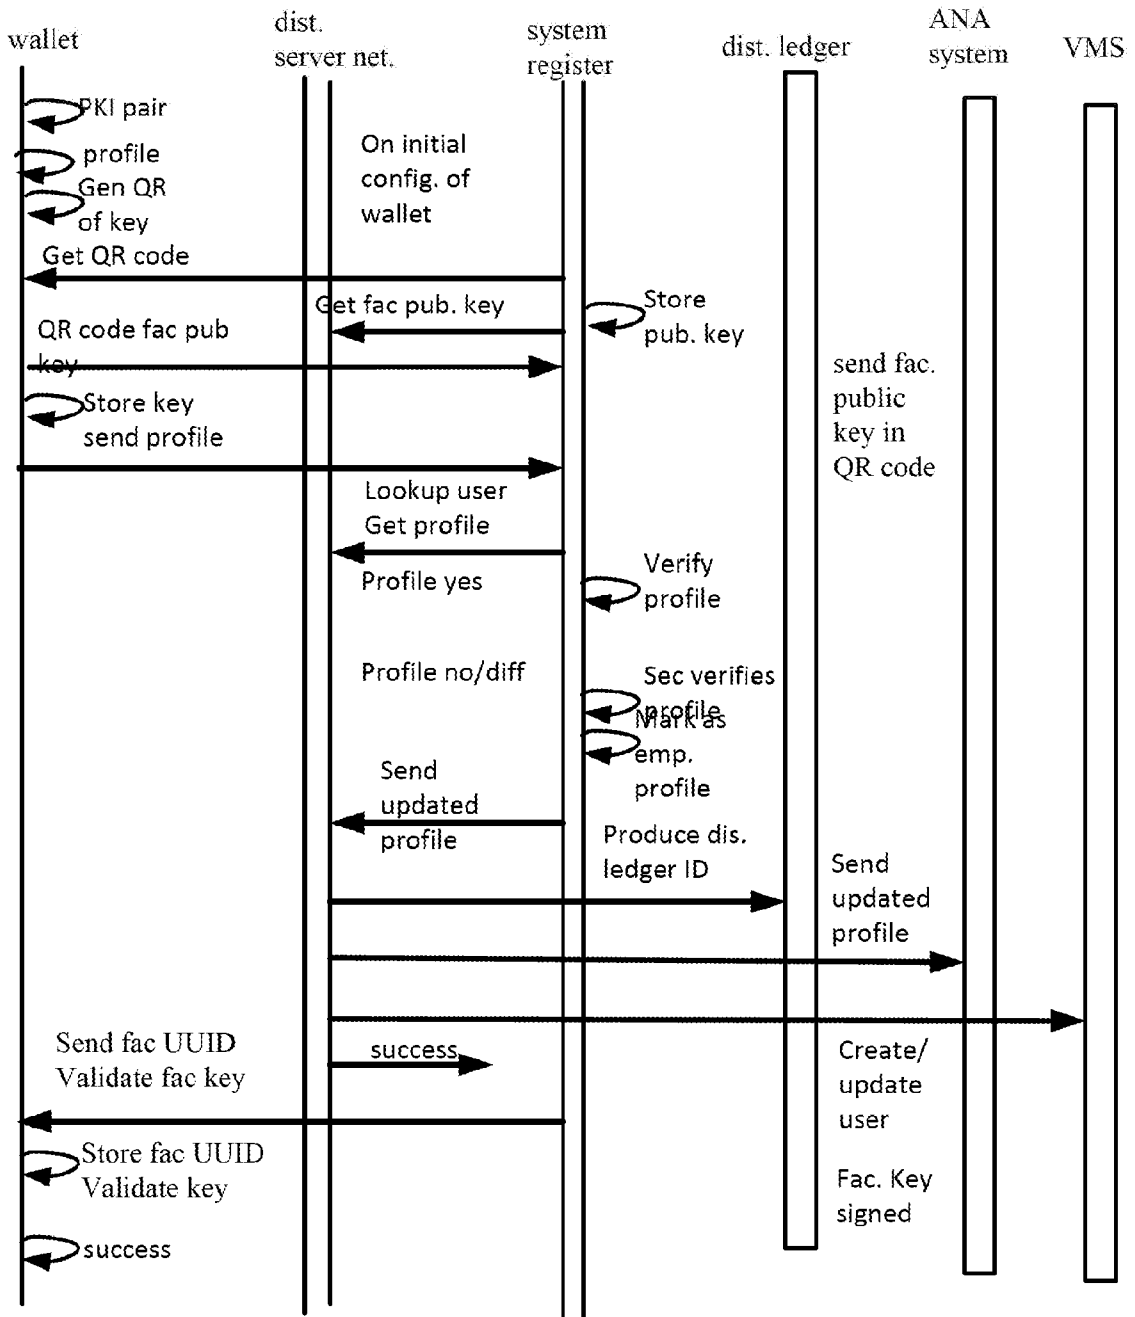 wallet
dist.
server net.
system
register
dist. ledger
ANA
system
VMS
PKI pair
profile
Gen QR
of key
On initial
config. of
wallet
Get QR code
Get fac pub. key
Store
pub. key
QR code fac pub
key
send fac.
public
key in
QR code
Store key
send profile
Lookup user
Get profile
Profile yes
Verify
profile
Profile no/diff
Sec verifies
profile
Mark as
emp.
profile
Send
updated
profile
Produce dis.
ledger ID
Send
updated
profile
Send fac UUID
Validate fac key
success
Create/
update
user
Store fac UUID
Validate key
Fac. Key
signed
success